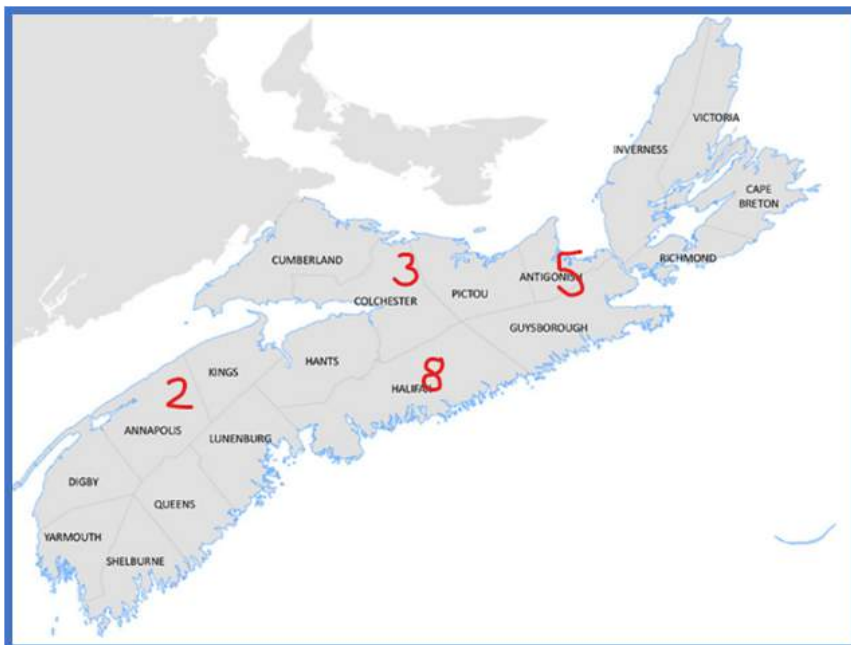 VICTORIA
INVERNESS
CAPE
BRETON
CUMBERLAND
3
5
RICHMOND
ANTIGONISH
COLCHESTER
PICTOU
GUYSBOROUGH
HANTS
KINGS
8
HALIFAX
2
ANNAPOLIS
LUNENBURG
DIGBY
QUEENS
YARMOUTH
SHELBURNE